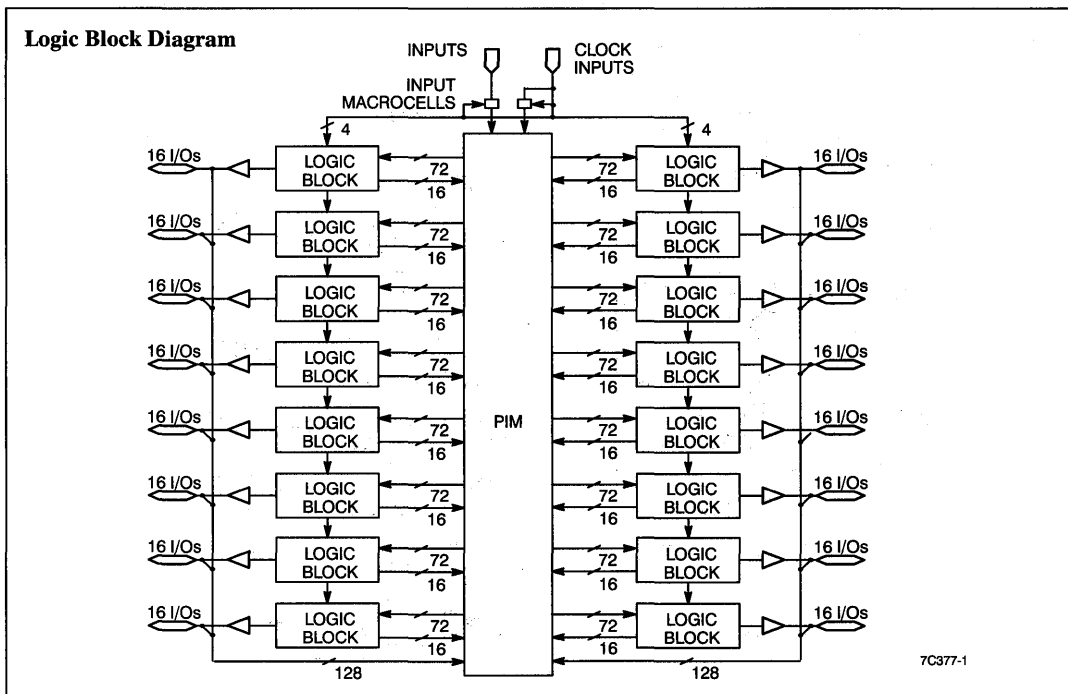 Logic Block Diagram
INPUTS
CLOCK
INPUTS
INPUT
MACROCELLS
4
4
16 I/Os
LOGIC
BLOCK
72
16
72
16
LOGIC
BLOCK
16 I/Os
16 I/Os
LOGIC
BLOCK
72
16
72
16
LOGIC
BLOCK
16 I/Os
16 I/Os
LOGIC
BLOCK
72
16
72
16
LOGIC
BLOCK
16 I/Os
16 I/Os
LOGIC
BLOCK
72
16
72
16
LOGIC
BLOCK
16 I/Os
PIM
16 I/Os
LOGIC
BLOCK
72
16
72
16
LOGIC
BLOCK
16 I/Os
16 I/Os
LOGIC
BLOCK
72
16
72
16
LOGIC
BLOCK
16 I/Os
16 I/Os
LOGIC
BLOCK
72
16
72
16
LOGIC
BLOCK
16 I/Os
16 I/Os
LOGIC
BLOCK
72
16
72
16
LOGIC
BLOCK
16 I/Os
128
128
7C377-1